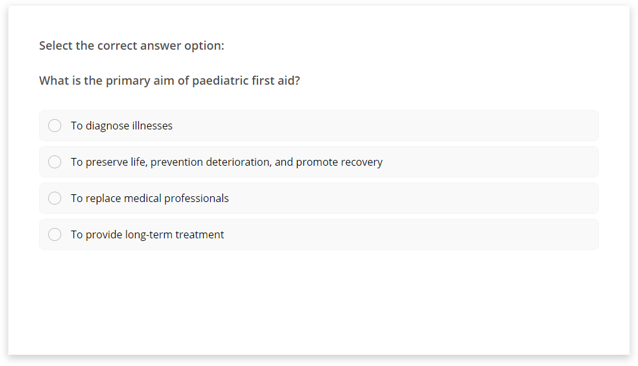 Select the correct answer option:
What is the primary aim of paediatric first aid?
To diagnose illnesses
To preserve life, prevention deterioration, and promote recovery
To replace medical professionals
To provide long-term treatment